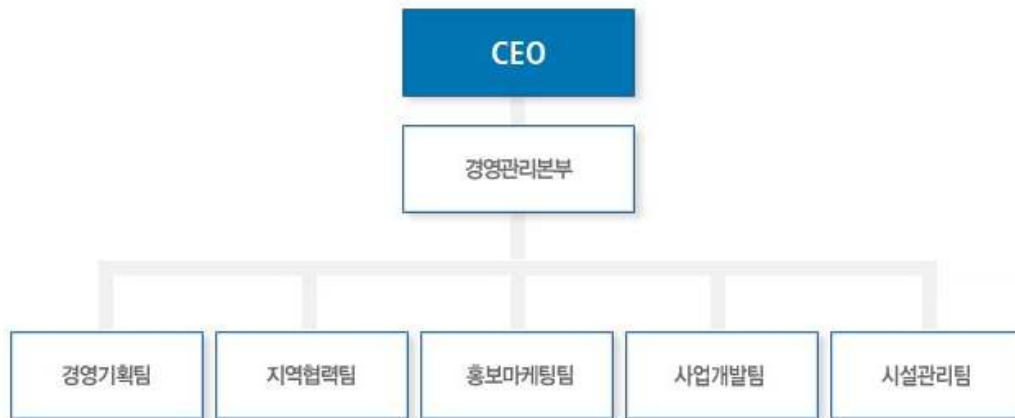 CEO
경영관리본부
경영기획팀
지역협력팀
홍보마케팅팀
사업개발팀
시설관리팀